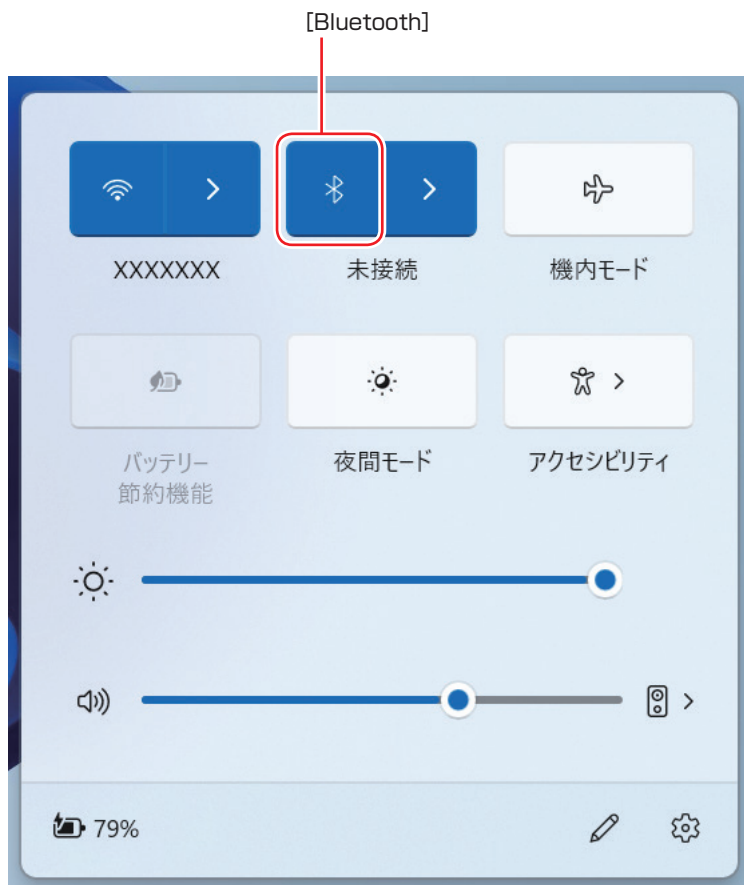 [Bluetooth]
XXXXXXX
未接続
機内モード
バッテリー
節約機能
夜間モード
アクセシビリティ
79%